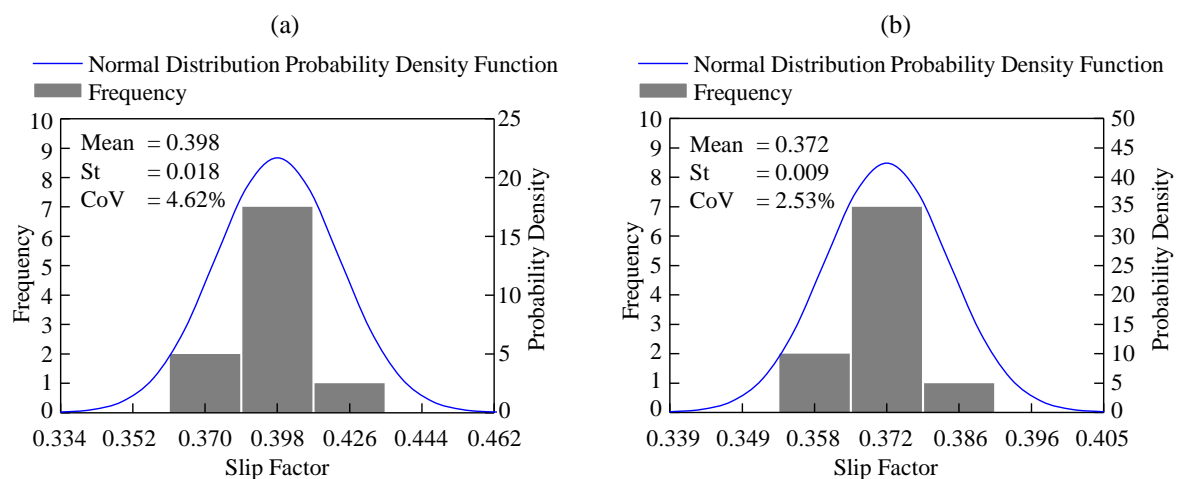 (a)
Normal Distribution Probability Density Function
Frequency
Mean = 0.398
St = 0.018
CoV = 4.62%
10
9
8
7
6
5
4
3
2
1
0
Frequency
25
20
15
10
5
0
Probability Density
0.334 0.352 0.370 0.398 0.426 0.444 0.462
Slip Factor
(b)
Normal Distribution Probability Density Function
Frequency
Mean = 0.372
St = 0.009
CoV = 2.53%
10
9
8
7
6
5
4
3
2
1
0
Frequency
50
45
40
35
30
25
20
15
10
5
0
Probability Density
0.339 0.349 0.358 0.372 0.386 0.396 0.405
Slip Factor